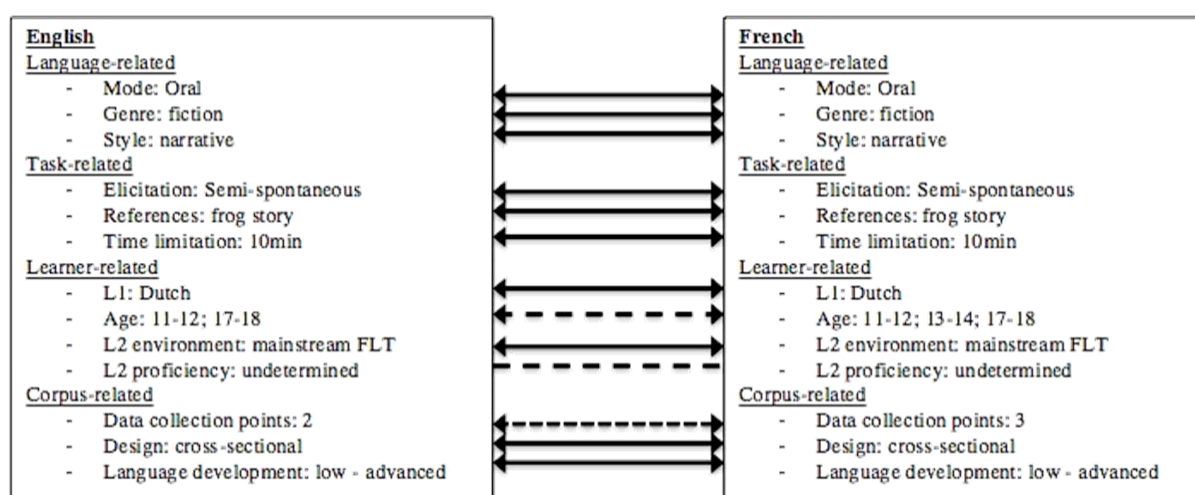 English
Language-related
- Mode: Oral
- Genre: fiction
- Style: narrative
Task-related
- Elicitation: Semi-spontaneous
- References: frog story
- Time limitation: 10min
Learner-related
- L1: Dutch
- Age: 11-12; 17-18
- L2 environment: mainstream FLT
- L2 proficiency: undetermined
Corpus-related
- Data collection points: 2
- Design: cross-sectional
- Language development: low - advanced
French
Language-related
- Mode: Oral
- Genre: fiction
- Style: narrative
Task-related
- Elicitation: Semi-spontaneous
- References: frog story
- Time limitation: 10min
Learner-related
- L1: Dutch
- Age: 11-12; 13-14; 17-18
- L2 environment: mainstream FLT
- L2 proficiency: undetermined
Corpus-related
- Data collection points: 3
- Design: cross-sectional
- Language development: low - advanced